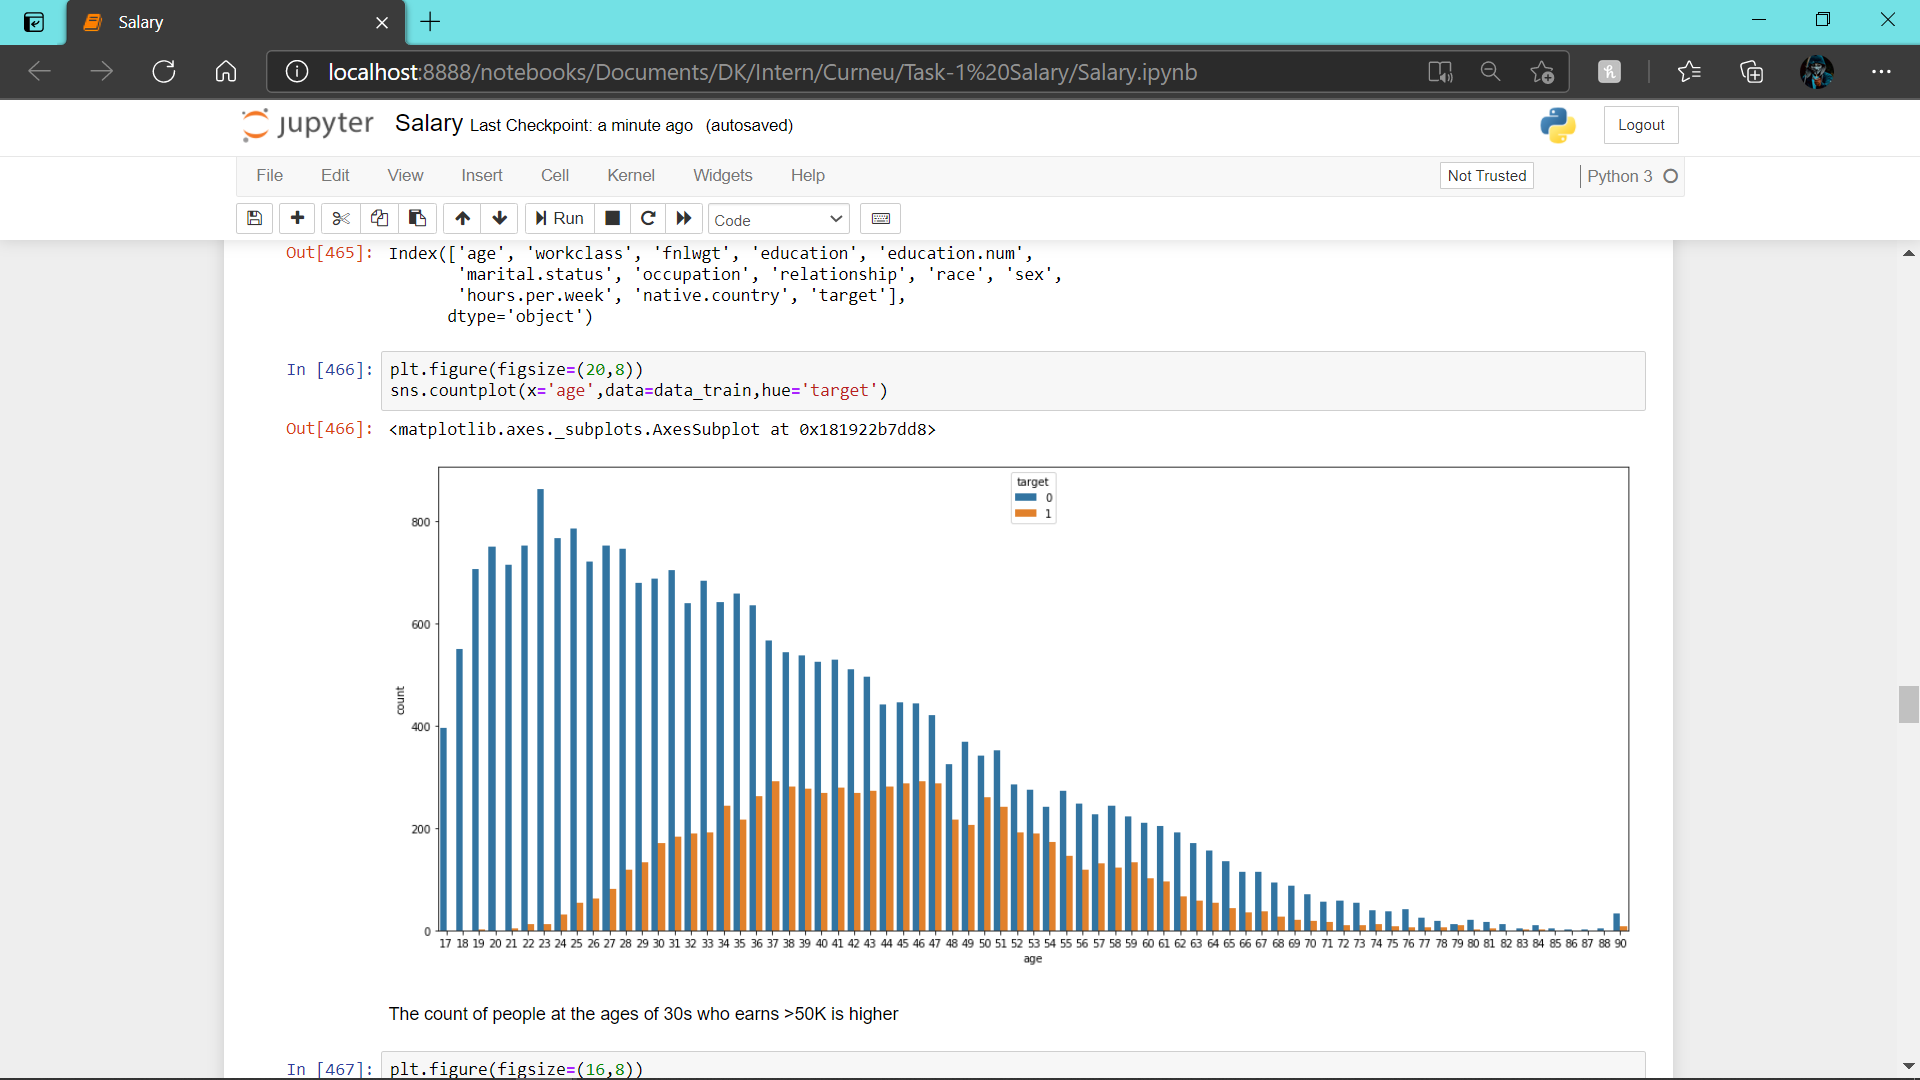 Salary
localhost:8888/notebooks/Documents/DK/Intern/Curneu/Task-1%20Salary/Salary.ipynb
jupyter Salary Last Checkpoint: a minute ago (autosaved)
Logout
File Edit View Insert Cell Kernel Widgets Help
Not Trusted
Python 3
Run
Code
Out[465]: Index(['age', 'workclass', 'fnlwgt', 'education', 'education.num',
'marital.status', 'occupation', 'relationship', 'race', 'sex',
'hours.per.week', 'native.country', 'target'],
dtype='object')
In [466]: plt.figure(figsize=(20,8))
sns.countplot(x='age',data=data_train,hue='target')
Out[466]: <matplotlib.axes._subplots.AxesSubplot at 0x181922b7dd8>
target
0
1
800
600
400
200
0
count
17 18 19 20 21 22 23 24 25 26 27 28 29 30 31 32 33 34 35 36 37 38 39 40 41 42 43 44 45 46 47 48 49 50 51 52 53 54 55 56 57 58 59 60 61 62 63 64 65 66 67 68 69 70 71 72 73 74 75 76 77 78 79 80 81 82 83 84 85 86 87 88 90
age
The count of people at the ages of 30s who earns >50K is higher
In [467]: plt.figure(figsize=(16,8))